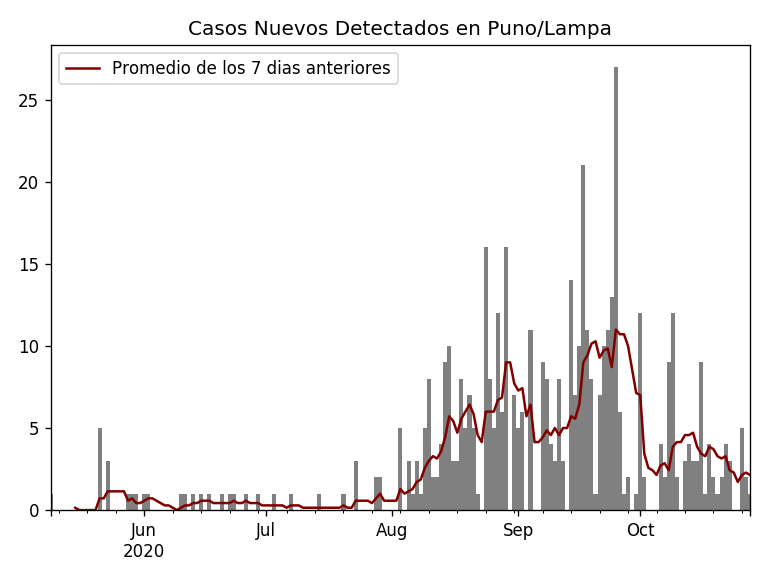 Casos Nuevos Detectados en Puno/Lampa
Promedio de los 7 dias anteriores
25
20
15
10
5
0
Jun Jul Aug Sep Oct
2020